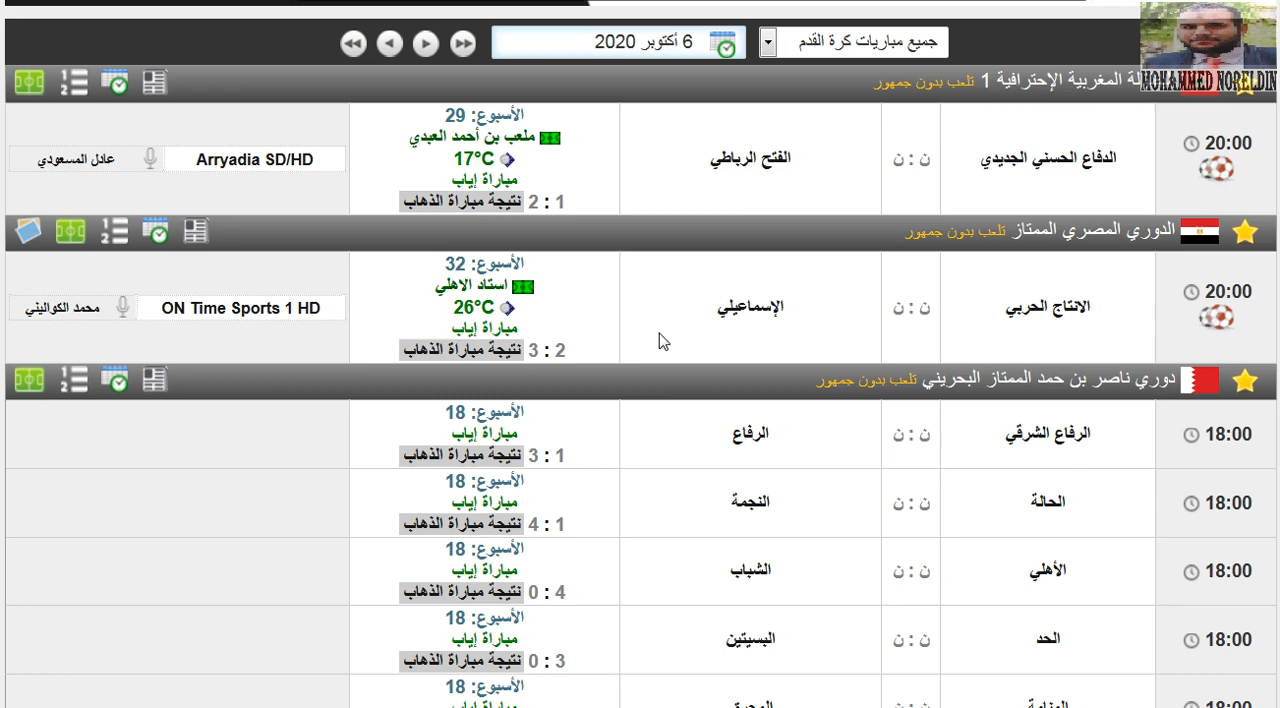 جميع مباريات كرة القدم
6 أكتوبر 2020
MOHAMMED NORELDIN
لة المغربية الإحترافية 1 تلعب بدون جمهور
20:00
الدفاع الحسني الجديدي
ن : ن
الفتح الرباطي
الأسبوع: 29
ملعب بن أحمد العبدي
17°C
مباراة إياب
1 : 2 نتيجة مباراة الذهاب
Arryadia SD/HD
عادل المسعودي
الدوري المصري الممتاز تلعب بدون جمهور
20:00
الانتاج الحربي
ن : ن
الإسماعيلي
الأسبوع: 32
استاد الاهلي
26°C
مباراة إياب
2 : 3 نتيجة مباراة الذهاب
ON Time Sports 1 HD
محمد الكواليني
دوري ناصر بن حمد الممتاز البحريني تلعب بدون جمهور
18:00
الرفاع الشرقي
ن : ن
الرفاع
الأسبوع: 18
مباراة إياب
1 : 3 نتيجة مباراة الذهاب
18:00
الحالة
ن : ن
النجمة
الأسبوع: 18
مباراة إياب
1 : 4 نتيجة مباراة الذهاب
18:00
الأهلي
ن : ن
الشباب
الأسبوع: 18
مباراة إياب
4 : 0 نتيجة مباراة الذهاب
18:00
الحد
ن : ن
البسيتين
الأسبوع: 18
مباراة إياب
3 : 0 نتيجة مباراة الذهاب
18:00
المنامة
ن : ن
المحرق
الأسبوع: 18
مباراة إياب